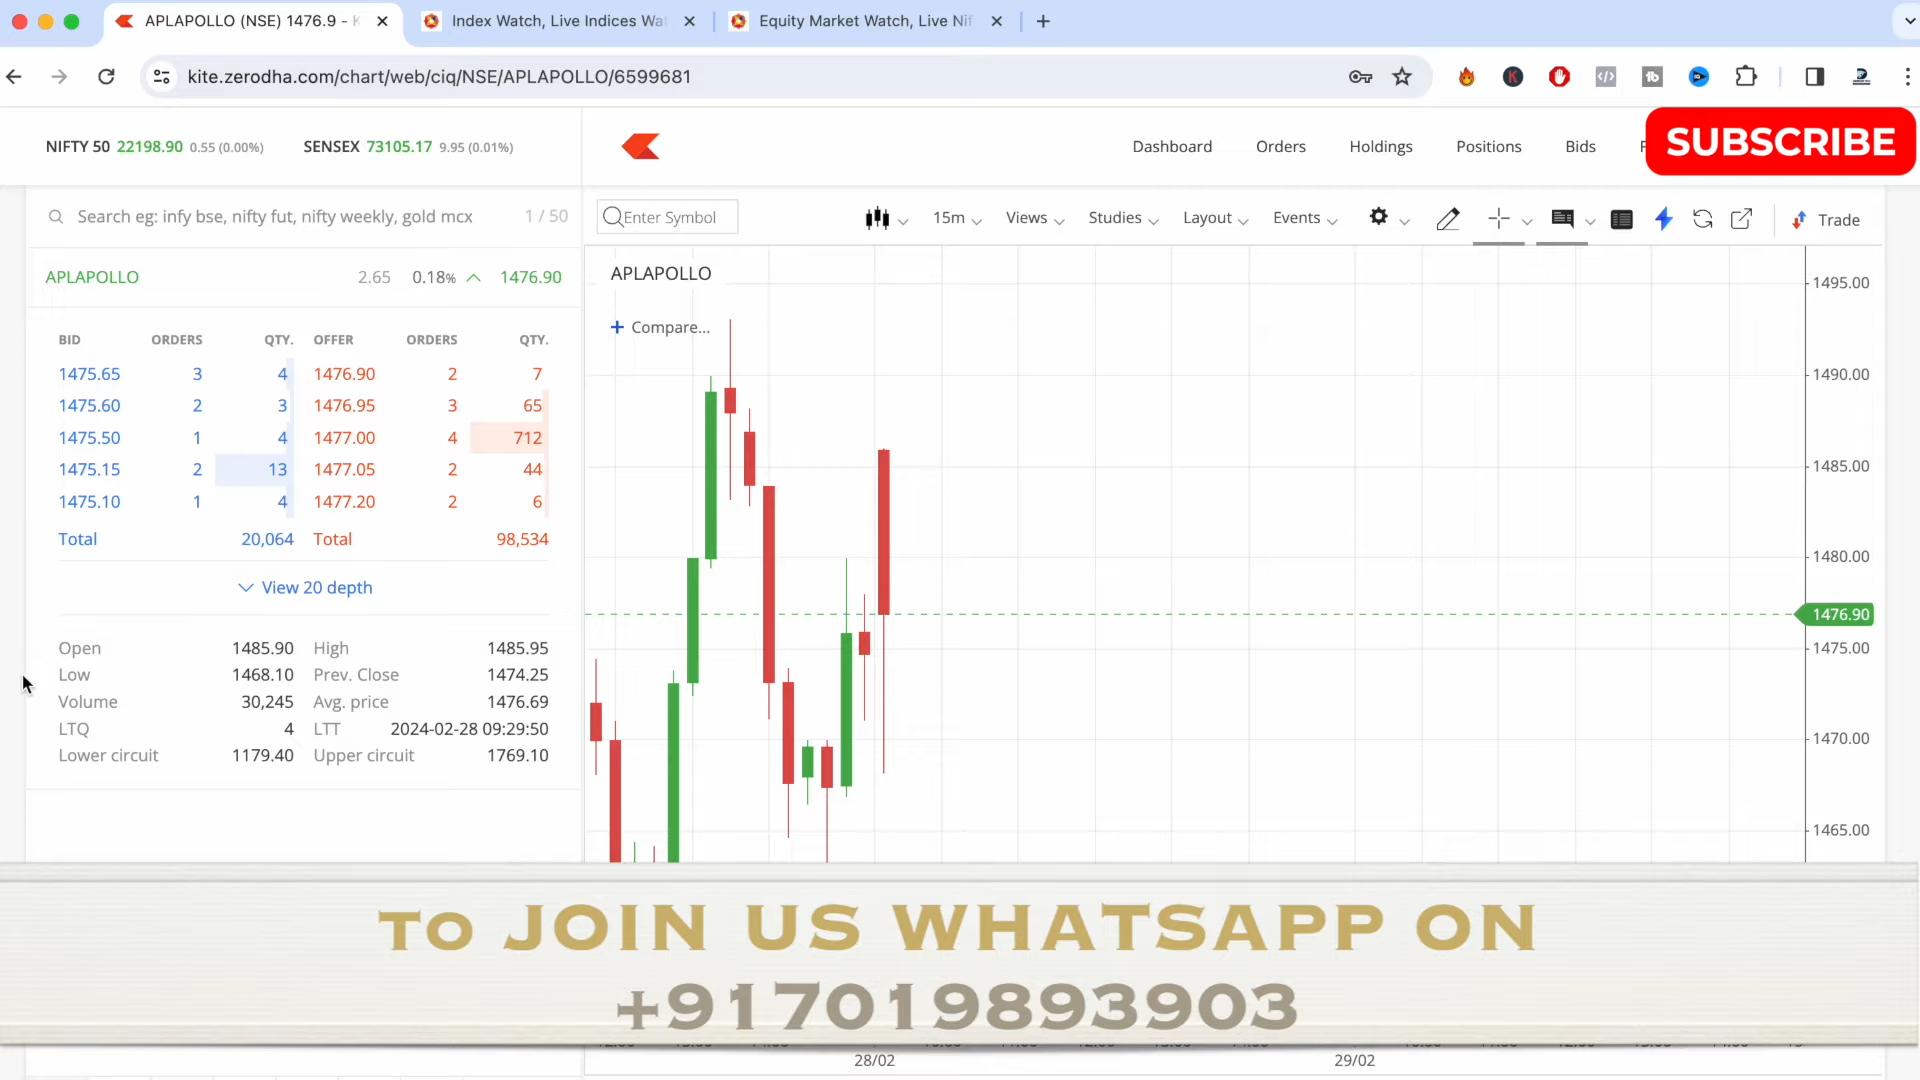 APLAPOLLO (NSE) 1476.9 - K
Index Watch, Live Indices Wat
Equity Market Watch, Live Nif
kite.zerodha.com/chart/web/ciq/NSE/APLAPOLLO/6599681
NIFTY 50 22198.90 0.55 (0.00%) SENSEX 73105.17 9.95 (0.01%)
Dashboard Orders Holdings Positions Bids
SUBSCRIBE
Search eg: infy bse, nifty fut, nifty weekly, gold mcx 1 / 50
Enter Symbol 15m Views Studies Layout Events Trade
APLAPOLLO 2.65 0.18% 1476.90
BID ORDERS QTY. OFFER ORDERS QTY.
1475.65 3 4 1476.90 2 7
1475.60 2 3 1476.95 3 65
1475.50 1 4 1477.00 4 712
1475.15 2 13 1477.05 2 44
1475.10 1 4 1477.20 2 6
Total 20,064 Total 98,534
View 20 depth
Open 1485.90 High 1485.95
Low 1468.10 Prev. Close 1474.25
Volume 30,245 Avg. price 1476.69
LTQ 4 LTT 2024-02-28 09:29:50
Lower circuit 1179.40 Upper circuit 1769.10
APLAPOLLO
+ Compare...
1495.00
1490.00
1485.00
1480.00
1476.90
1475.00
1470.00
1465.00
To JOIN US WHATSAPP ON
+917019893903
28/02 29/02